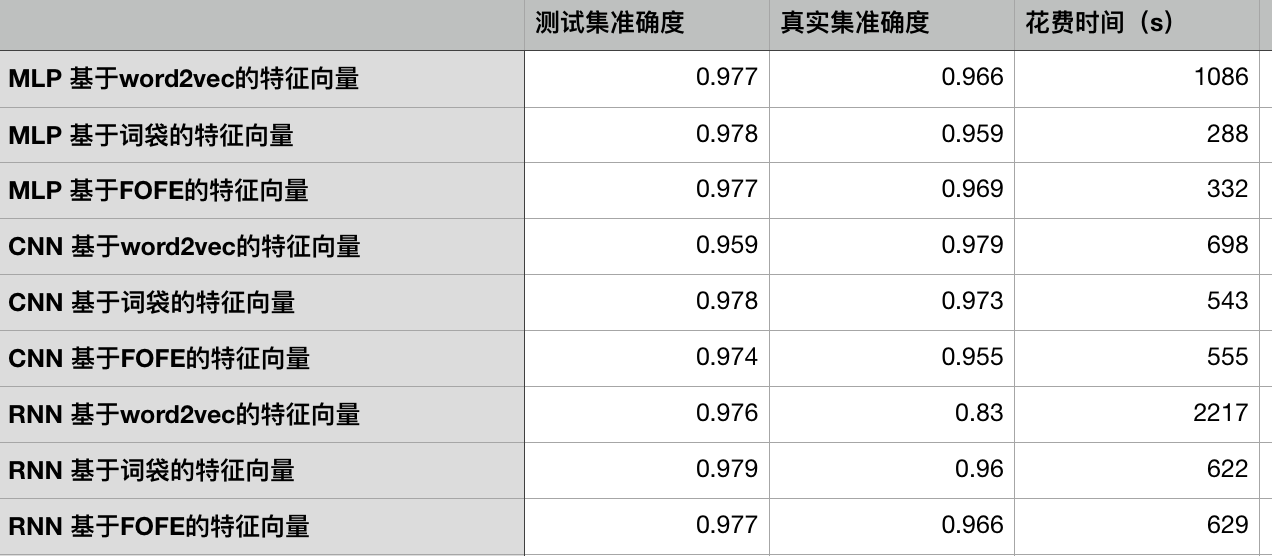 测试集准确度 真实集准确度 花费时间（s）
MLP 基于word2vec的特征向量 0.977 0.966 1086
MLP 基于词袋的特征向量 0.978 0.959 288
MLP 基于FOFE的特征向量 0.977 0.969 332
CNN 基于word2vec的特征向量 0.959 0.979 698
CNN 基于词袋的特征向量 0.978 0.973 543
CNN 基于FOFE的特征向量 0.974 0.955 555
RNN 基于word2vec的特征向量 0.976 0.83 2217
RNN 基于词袋的特征向量 0.979 0.96 622
RNN 基于FOFE的特征向量 0.977 0.966 629